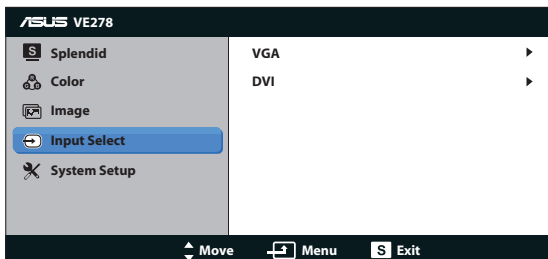 ASUS VE278
S Splendid
Color
Image
Input Select
System Setup
VGA
DVI
Move Menu S Exit